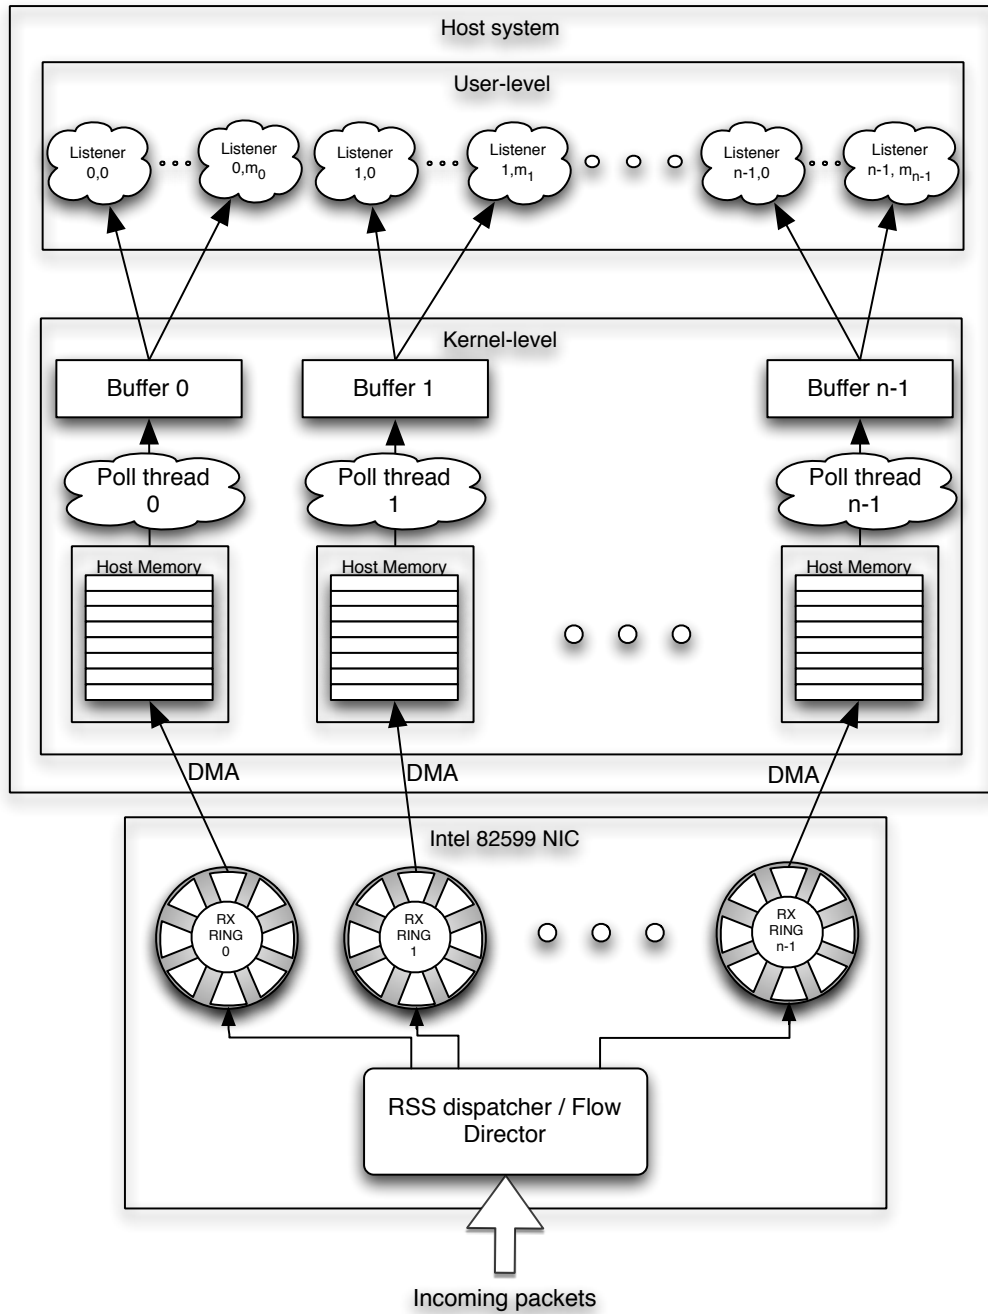 Host system
User-level
Listener
0,0
Listener
0,m0
Listener
1,0
Listener
1,m1
Listener
n-1,0
Listener
n-1, mn-1
Kernel-level
Buffer 0
Buffer 1
Buffer n-1
Poll thread
0
Poll thread
1
Poll thread
n-1
Host Memory
Host Memory
Host Memory
DMA
DMA
DMA
Intel 82599 NIC
RX
RING
0
RX
RING
1
RX
RING
n-1
RSS dispatcher / Flow
Director
Incoming packets